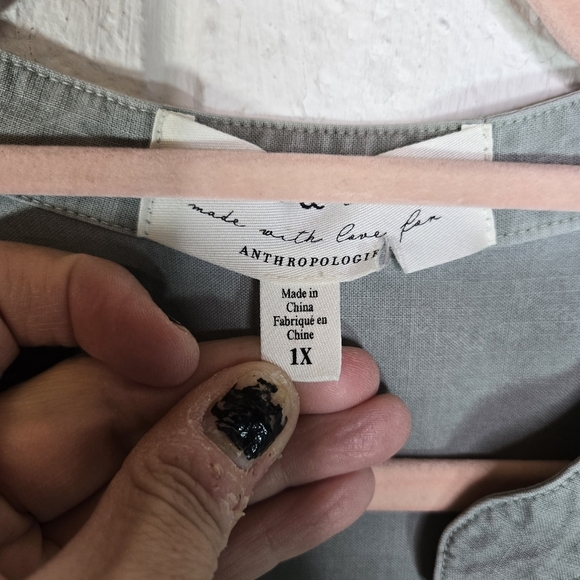 made with love for
ANTHROPOLOGIE
Made in
China
Fabriqué en
Chine
1X